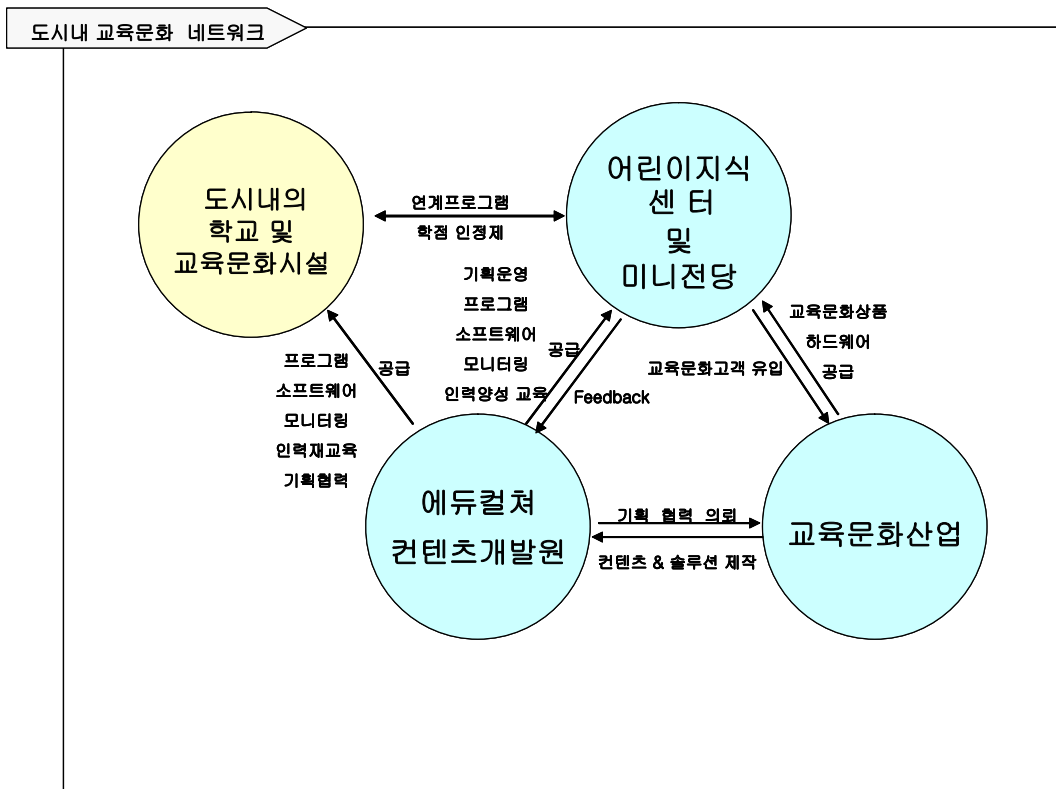 도시내 교육문화 네트워크
도시내의
학교 및
교육문화시설
연계프로그램
학점 인정제
어린이지식
센 터
및
미니전당
기획운영
프로그램
소프트웨어
모니터링
인력양성 교육
공급
Feedback
교육문화고객 유입
교육문화상품
하드웨어
공급
프로그램
소프트웨어
모니터링
인력재교육
기획협력
공급
에듀컬쳐
컨텐츠개발원
기획 협력 의뢰
컨텐츠 & 솔루션 제작
교육문화산업